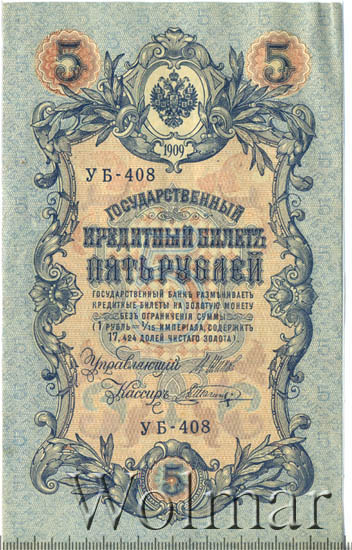 5 5
1909
УБ-408
ГОСУДАРСТВЕННЫЙ
КРЕДИТНЫЙ БИЛЕТЪ
ПЯТЬ РУБЛЕЙ
ГОСУДАРСТВЕННЫЙ БАНКЪ РАЗМѢНИВАЕТЪ
КРЕДИТНЫЕ БИЛЕТЫ НА ЗОЛОТУЮ МОНЕТУ
БЕЗЪ ОГРАНИЧЕНІЯ СУММЫ
(1 РУБЛЬ = 1/15 ИМПЕРІАЛА, СОДЕРЖИТЪ
17,424 ДОЛЕЙ ЧИСТАГО ЗОЛОТА)
Управляющій
Кассиръ
УБ-408
5
Wolmar